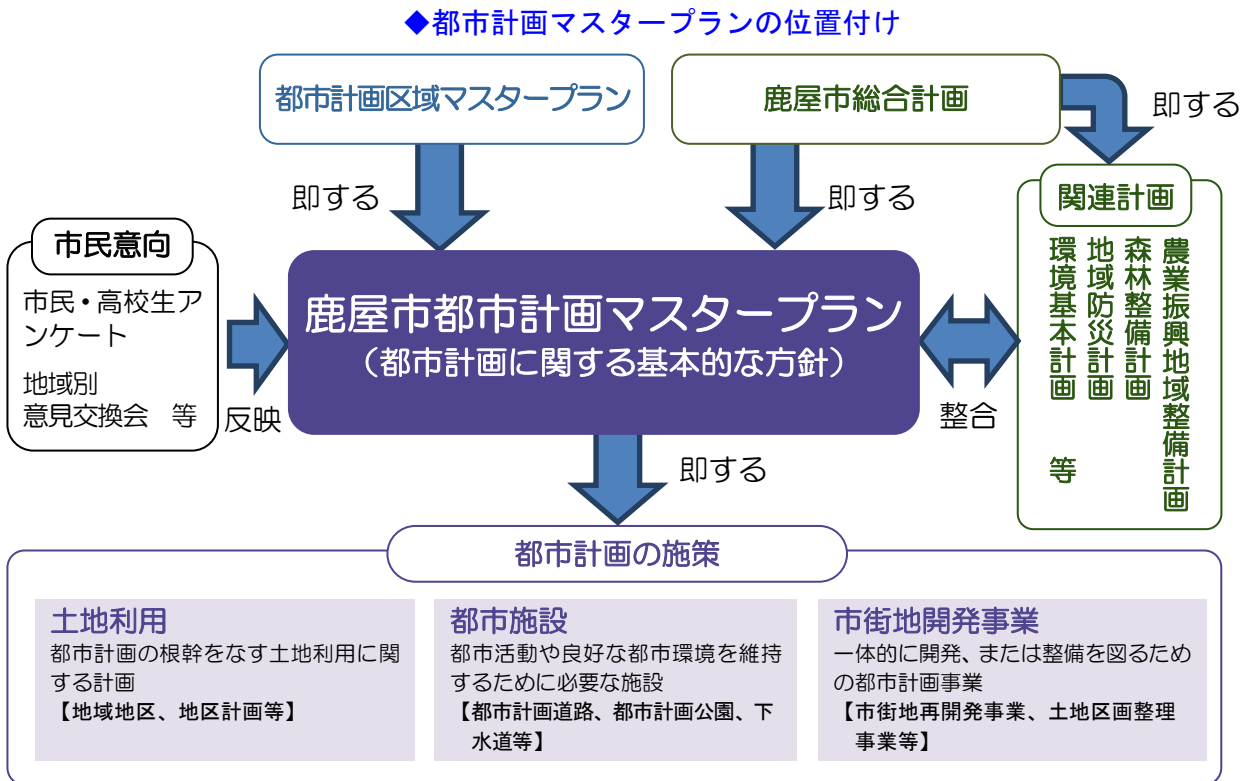 ◆都市計画マスタープランの位置付け
都市計画区域マスタープラン
鹿屋市総合計画
即する
即する
即する
関連計画
農業振興地域整備計画
森林整備計画
地域防災計画
環境基本計画　等
市民意向
市民・高校生ア
ンケート
地域別
意見交換会　等
反映
鹿屋市都市計画マスタープラン
（都市計画に関する基本的な方針）
整合
即する
都市計画の施策
土地利用
都市計画の根幹をなす土地利用に関
する計画
【地域地区、地区計画等】
都市施設
都市活動や良好な都市環境を維持
するために必要な施設
【都市計画道路、都市計画公園、下
水道等】
市街地開発事業
一体的に開発、または整備を図るため
の都市計画事業
【市街地再開発事業、土地区画整理
事業等】